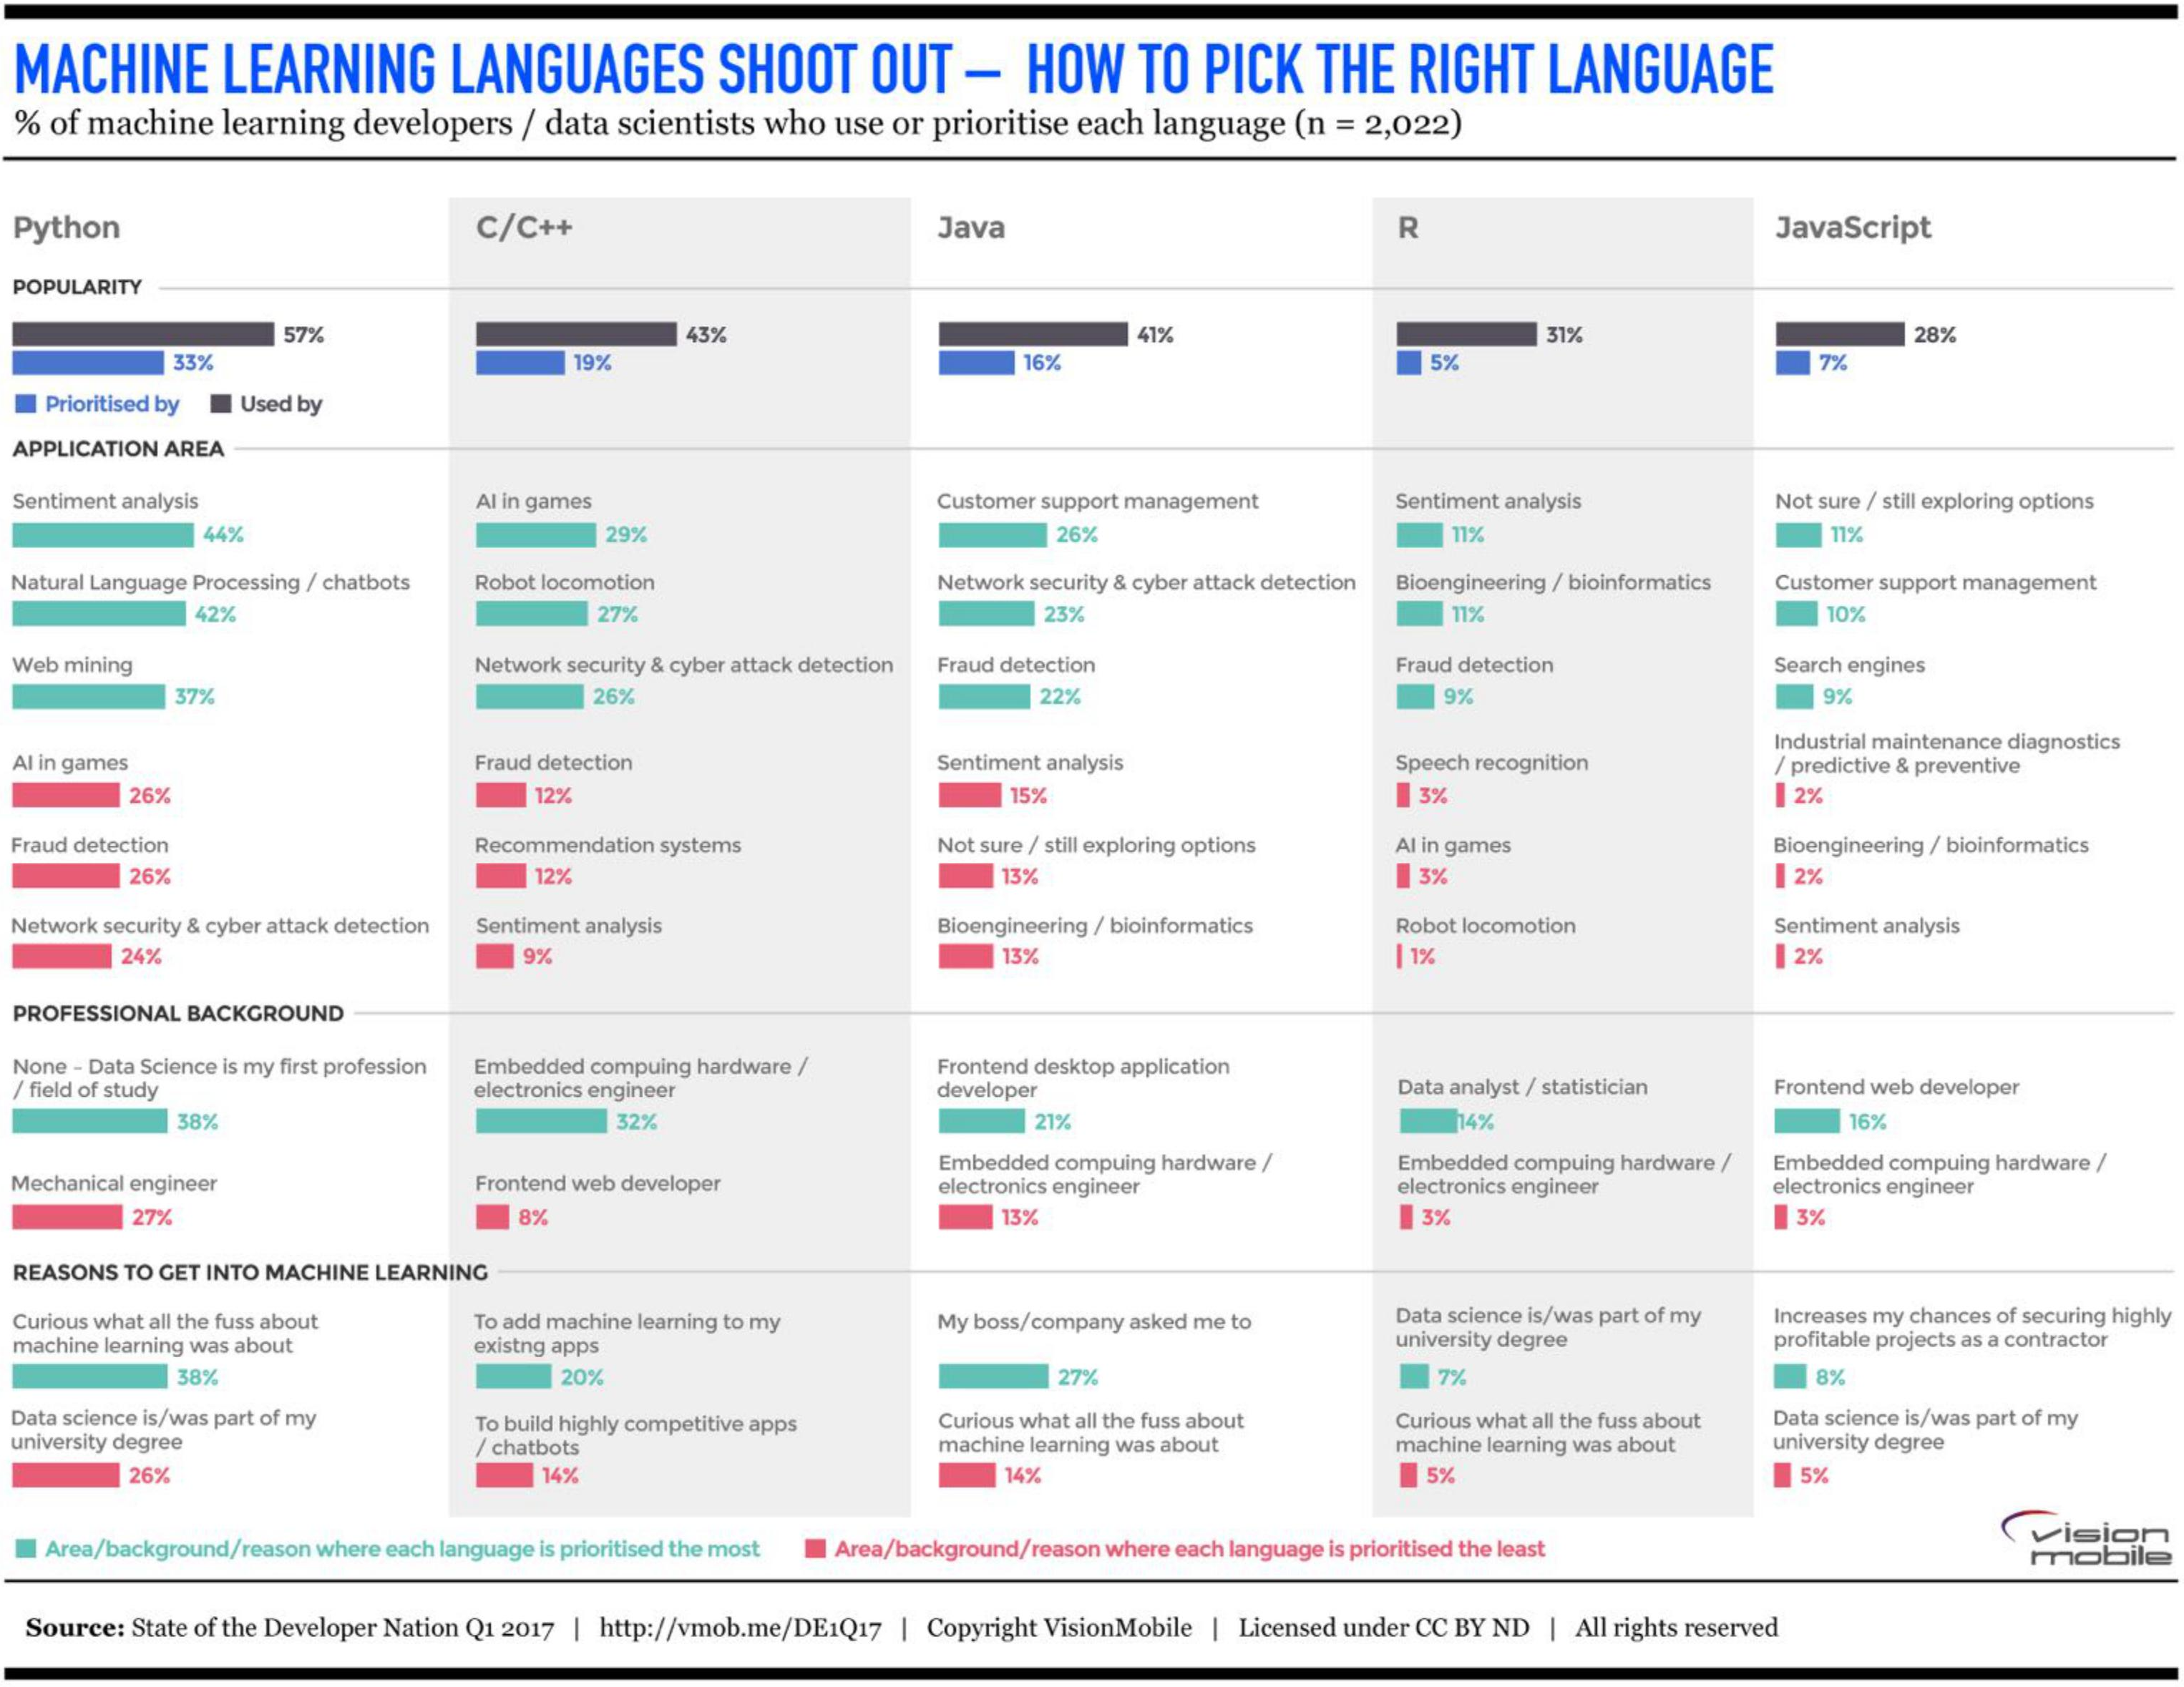 MACHINE LEARNING LANGUAGES SHOOT OUT – HOW TO PICK THE RIGHT LANGUAGE
% of machine learning developers / data scientists who use or prioritise each language (n = 2,022)
Python
C/C++
Java
R
JavaScript
POPULARITY
57%
43%
41%
31%
28%
33%
19%
16%
5%
7%
Prioritised by
Used by
APPLICATION AREA
Sentiment analysis
AI in games
Customer support management
Sentiment analysis
Not sure / still exploring options
44%
29%
26%
11%
11%
Natural Language Processing / chatbots
Robot locomotion
Network security & cyber attack detection
Bioengineering / bioinformatics
Customer support management
42%
27%
23%
11%
10%
Web mining
Network security & cyber attack detection
Fraud detection
Fraud detection
Search engines
37%
26%
22%
9%
9%
AI in games
Fraud detection
Sentiment analysis
Speech recognition
Industrial maintenance diagnostics
/ predictive & preventive
26%
12%
15%
3%
2%
Fraud detection
Recommendation systems
Not sure / still exploring options
AI in games
Bioengineering / bioinformatics
26%
12%
13%
3%
2%
Network security & cyber attack detection
Sentiment analysis
Bioengineering / bioinformatics
Robot locomotion
Sentiment analysis
24%
9%
13%
1%
2%
PROFESSIONAL BACKGROUND
None - Data Science is my first profession
/ field of study
Embedded compuing hardware /
electronics engineer
Frontend desktop application
developer
Data analyst / statistician
Frontend web developer
38%
32%
21%
14%
16%
Mechanical engineer
Frontend web developer
Embedded compuing hardware /
electronics engineer
Embedded compuing hardware /
electronics engineer
Embedded compuing hardware /
electronics engineer
27%
8%
13%
3%
3%
REASONS TO GET INTO MACHINE LEARNING
Curious what all the fuss about
machine learning was about
To add machine learning to my
existng apps
My boss/company asked me to
Data science is/was part of my
university degree
Increases my chances of securing highly
profitable projects as a contractor
38%
20%
27%
7%
8%
Data science is/was part of my
university degree
To build highly competitive apps
/ chatbots
Curious what all the fuss about
machine learning was about
Curious what all the fuss about
machine learning was about
Data science is/was part of my
university degree
26%
14%
14%
5%
5%
Area/background/reason where each language is prioritised the most
Area/background/reason where each language is prioritised the least
vision
mobile
Source: State of the Developer Nation Q1 2017 | http://vmob.me/DE1Q17 | Copyright VisionMobile | Licensed under CC BY ND | All rights reserved